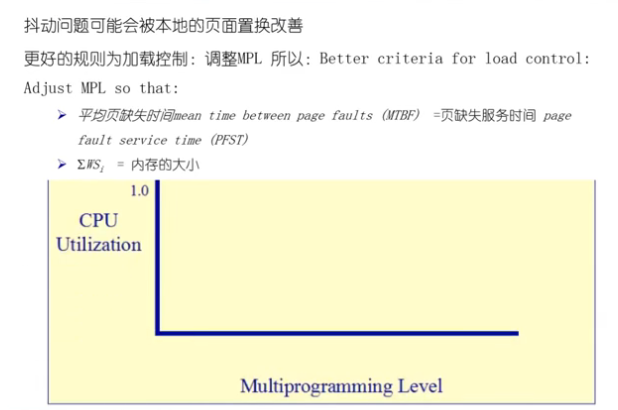 抖动问题可能会被本地的页面置换改善
更好的规则为加载控制: 调整MPL 所以: Better criteria for load control:
Adjust MPL so that:
➢ 平均页缺失时间mean time between page faults (MTBF) =页缺失服务时间 page
fault service time (PFST)
➢ ΣWSi = 内存的大小
1.0
CPU
Utilization
Multiprogramming Level